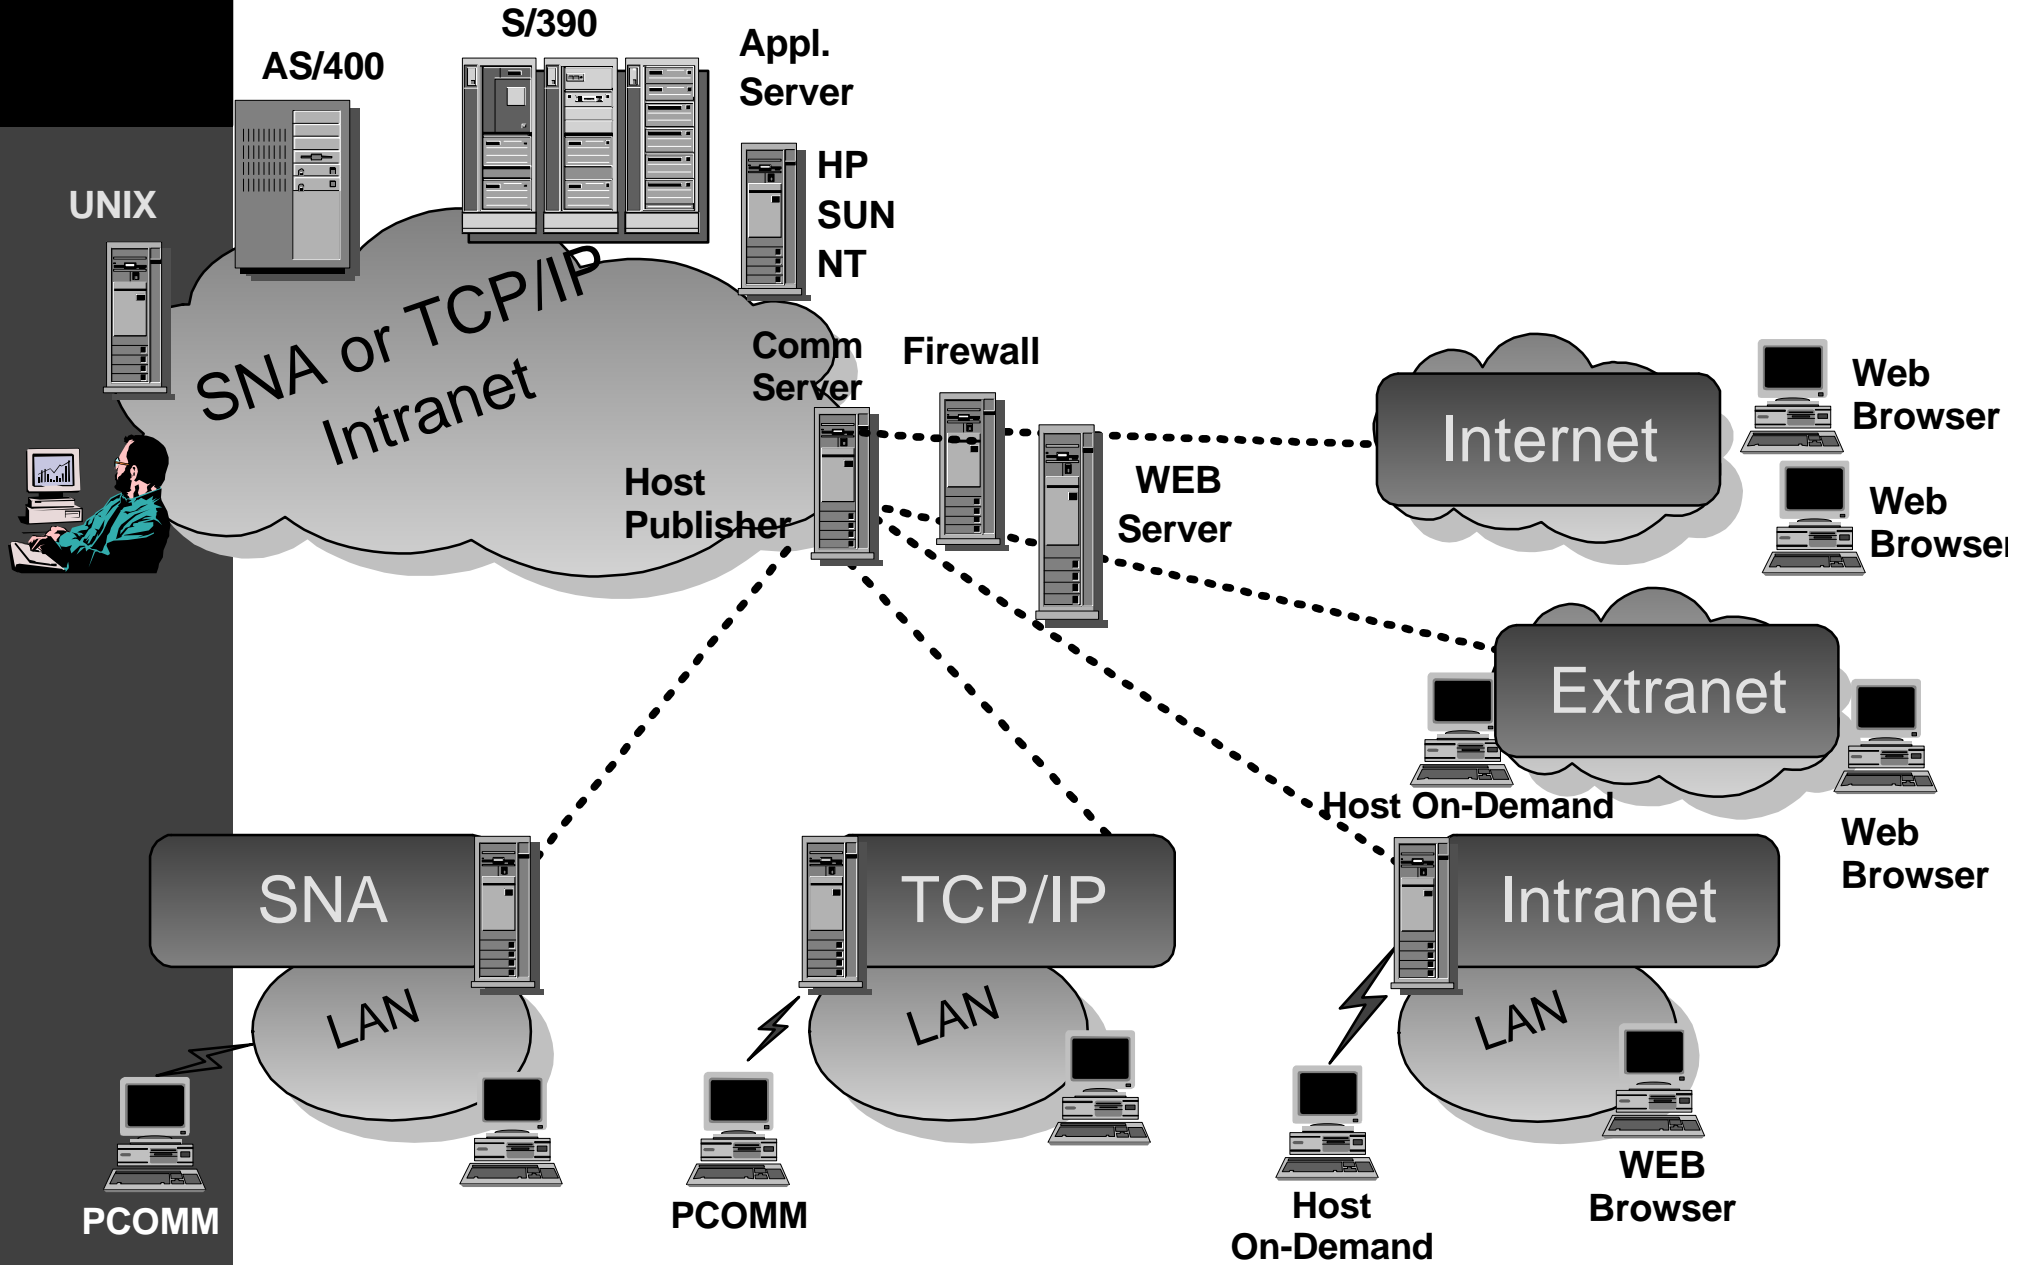 S/390
AS/400
Appl.
Server
HP
SUN
NT
UNIX
SNA or TCP/IP
Intranet
Comm
Server
Firewall
Host
Publisher
WEB
Server
Internet
Web
Browser
Web
Browser
Extranet
Host On-Demand
Web
Browser
SNA
TCP/IP
Intranet
LAN
LAN
LAN
PCOMM
PCOMM
Host
On-Demand
WEB
Browser